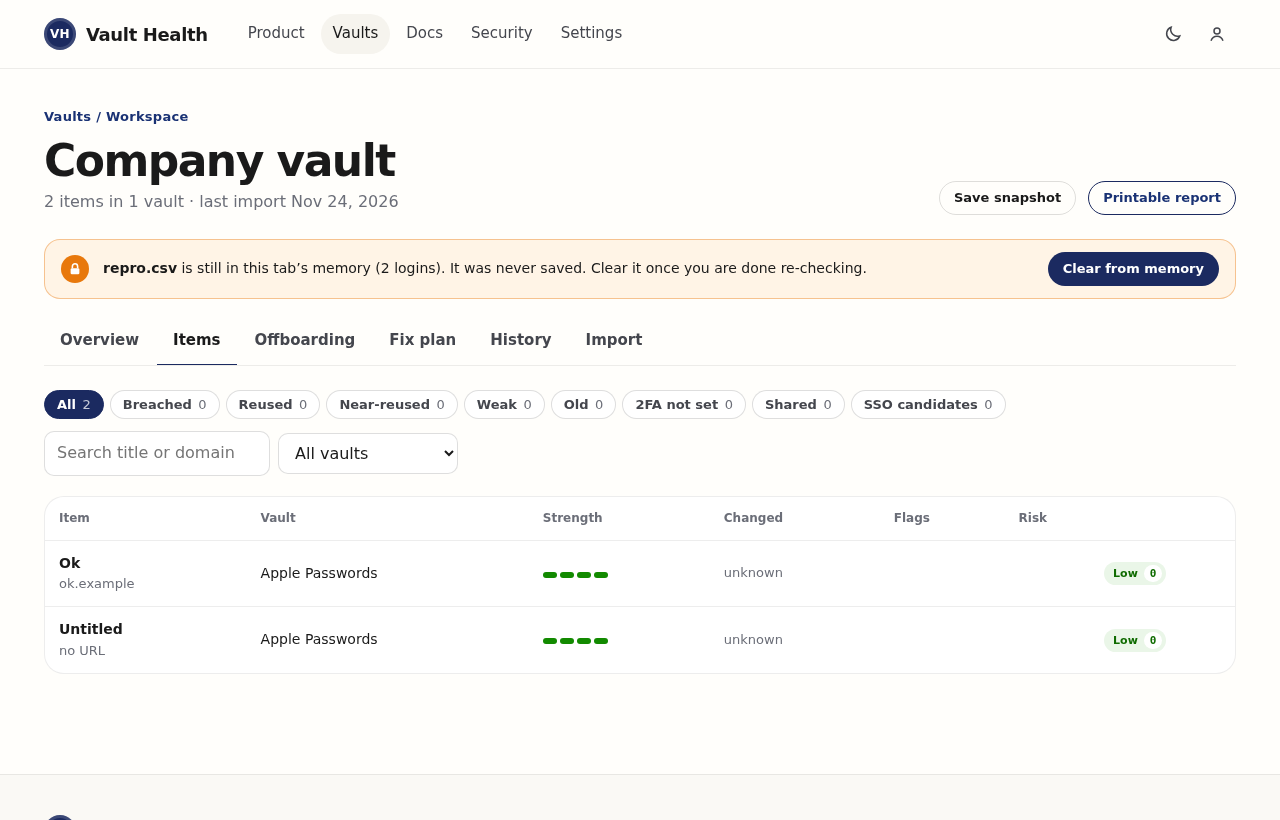 VH Vault Health Product Vaults Docs Security Settings
Vaults / Workspace
Company vault
2 items in 1 vault · last import Nov 24, 2026
Save snapshot Printable report
repro.csv is still in this tab’s memory (2 logins). It was never saved. Clear it once you are done re-checking. Clear from memory
Overview Items Offboarding Fix plan History Import
All 2 Breached 0 Reused 0 Near-reused 0 Weak 0 Old 0 2FA not set 0 Shared 0 SSO candidates 0
Search title or domain All vaults
Item Vault Strength Changed Flags Risk
Ok
ok.example
Apple Passwords unknown Low 0
Untitled
no URL
Apple Passwords unknown Low 0